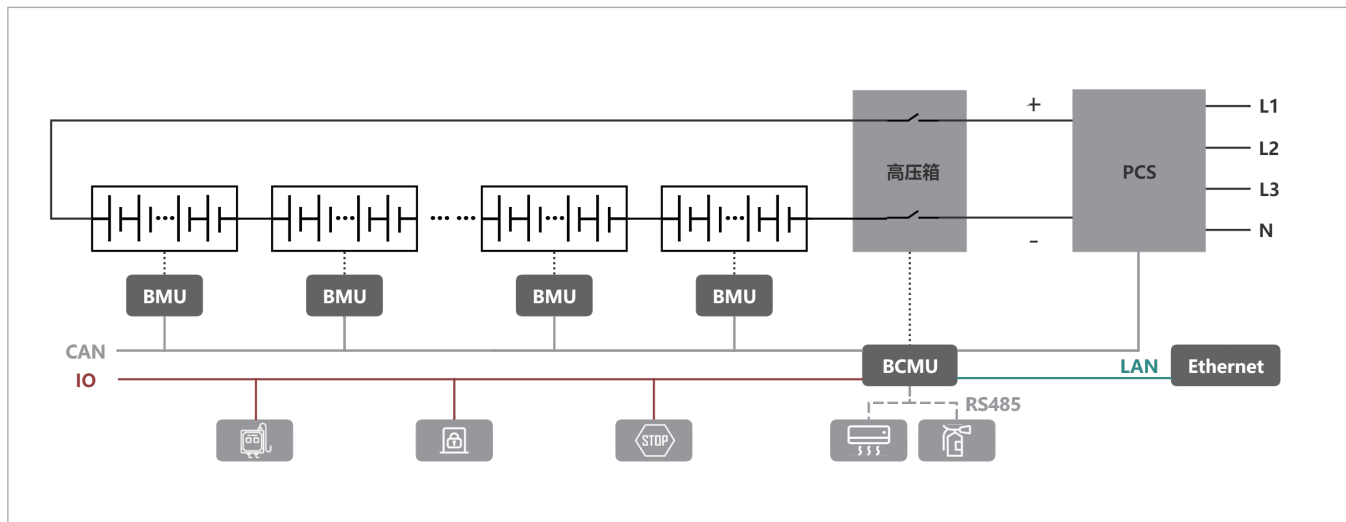 +
L1
L2
高压箱
PCS
L3
N
-
BMU
BMU
BMU
BMU
CAN
BCMU
LAN
Ethernet
IO
RS485
STOP